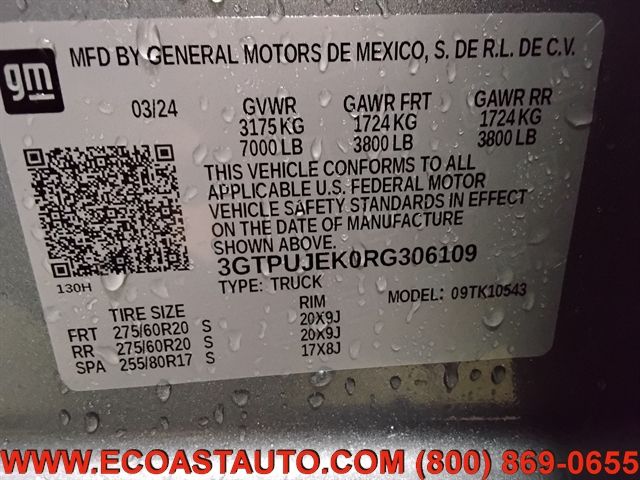 gm
MFD BY GENERAL MOTORS DE MEXICO, S. DE R.L. DE C.V.
03/24 GVWR GAWR FRT GAWR RR
3175 KG 1724 KG 1724 KG
7000 LB 3800 LB 3800 LB
THIS VEHICLE CONFORMS TO ALL
APPLICABLE U.S. FEDERAL MOTOR
VEHICLE SAFETY STANDARDS IN EFFECT
ON THE DATE OF MANUFACTURE
SHOWN ABOVE.
3GTPUJEK0RG306109
130H
TYPE: TRUCK MODEL: 09TK10543
TIRE SIZE RIM
FRT 275/60R20 S 20X9J
RR 275/60R20 S 20X9J
SPA 255/80R17 S 17X8J
WWW.ECOASTAUTO.COM (800) 869-0655